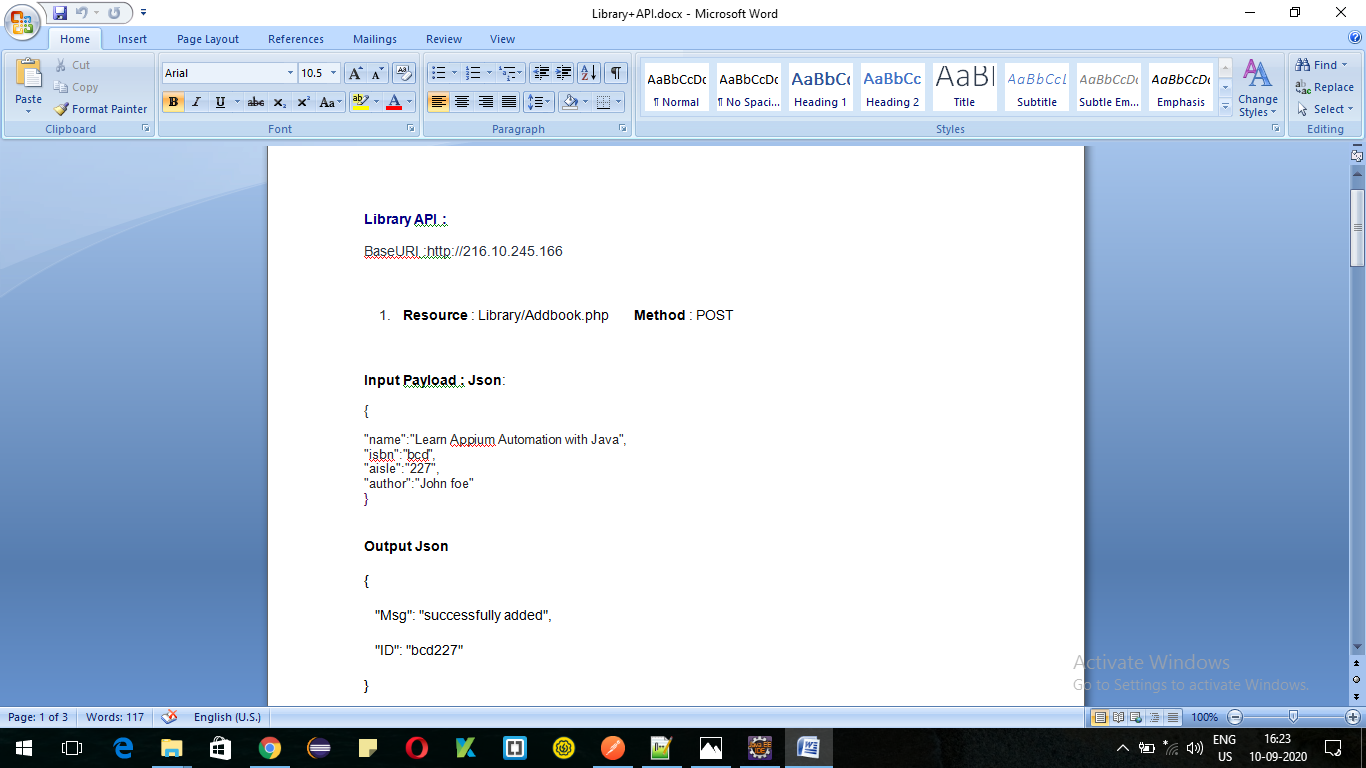 Library+API.docx - Microsoft Word
Home Insert Page Layout References Mailings Review View
Paste
Cut
Copy
Format Painter
Clipboard
Arial 10.5
Font
Paragraph
AaBbCcDc AaBbCcDc AaBbCc AaBbCc AaBI AaBbCcL AaBbCcDc AaBbCcDc
¶ Normal ¶ No Spaci... Heading 1 Heading 2 Title Subtitle Subtle Em... Emphasis
Change Styles
Styles
Find
Replace
Select
Editing
Library API :
BaseURI :http://216.10.245.166
1. Resource : Library/Addbook.php Method : POST
Input Payload : Json:
{
"name":"Learn Appium Automation with Java",
"isbn":"bcd",
"aisle":"227",
"author":"John foe"
}
Output Json
{
"Msg": "successfully added",
"ID": "bcd227"
}
Activate Windows
Go to Settings to activate Windows.
Page: 1 of 3 Words: 117 English (U.S.) 100%
ENG
US
16:23
10-09-2020